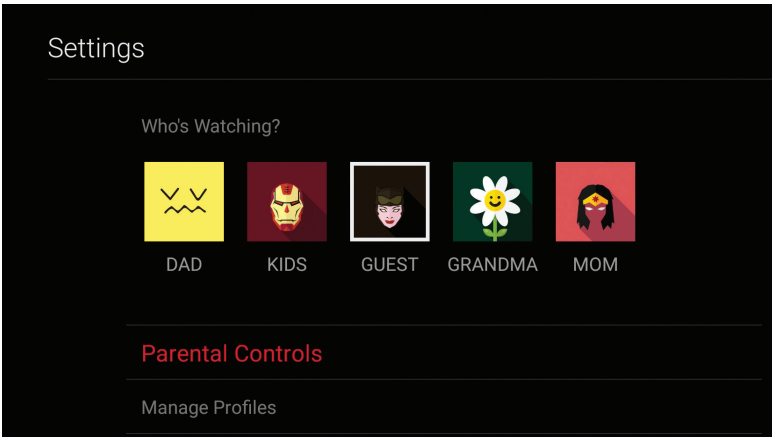 Settings
Who's Watching?
DAD KIDS GUEST GRANDMA MOM
Parental Controls
Manage Profiles